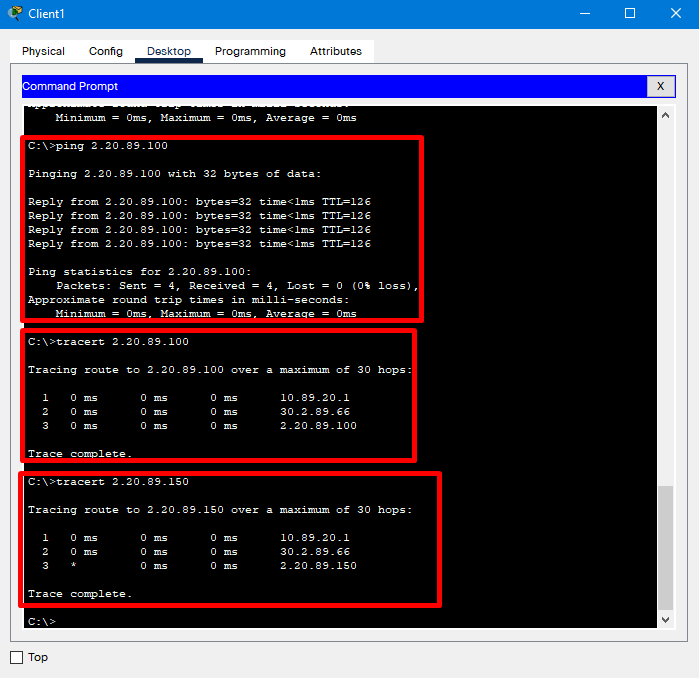 Client1
Physical Config Desktop Programming Attributes
Command Prompt X
Approximate round trip times in milli-seconds:
Minimum = 0ms, Maximum = 0ms, Average = 0ms
C:\>ping 2.20.89.100
Pinging 2.20.89.100 with 32 bytes of data:
Reply from 2.20.89.100: bytes=32 time<1ms TTL=126
Reply from 2.20.89.100: bytes=32 time<1ms TTL=126
Reply from 2.20.89.100: bytes=32 time<1ms TTL=126
Reply from 2.20.89.100: bytes=32 time<1ms TTL=126
Ping statistics for 2.20.89.100:
Packets: Sent = 4, Received = 4, Lost = 0 (0% loss),
Approximate round trip times in milli-seconds:
Minimum = 0ms, Maximum = 0ms, Average = 0ms
C:\>tracert 2.20.89.100
Tracing route to 2.20.89.100 over a maximum of 30 hops:
1 0 ms 0 ms 0 ms 10.89.20.1
2 0 ms 0 ms 0 ms 30.2.89.66
3 0 ms 0 ms 0 ms 2.20.89.100
Trace complete.
C:\>tracert 2.20.89.150
Tracing route to 2.20.89.150 over a maximum of 30 hops:
1 0 ms 0 ms 0 ms 10.89.20.1
2 0 ms 0 ms 0 ms 30.2.89.66
3 * 0 ms 0 ms 2.20.89.150
Trace complete.
C:\>
Top